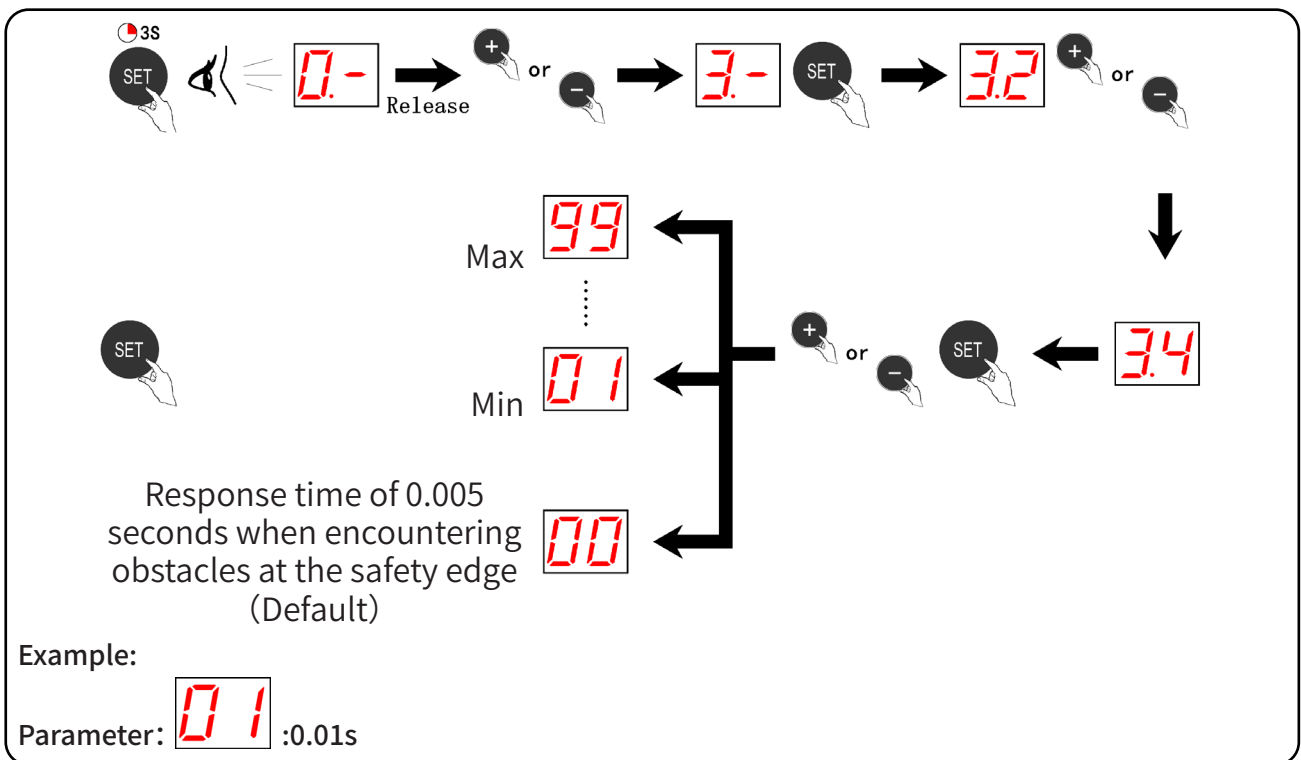 3S
SET
0.-
Release
+ or -
3.-
SET
3.2
+ or -
Max
99
SET
Min
01
+ or -
SET
3.4
Response time of 0.005
seconds when encountering
obstacles at the safety edge
（Default）
00
Example:
Parameter： 01 :0.01s